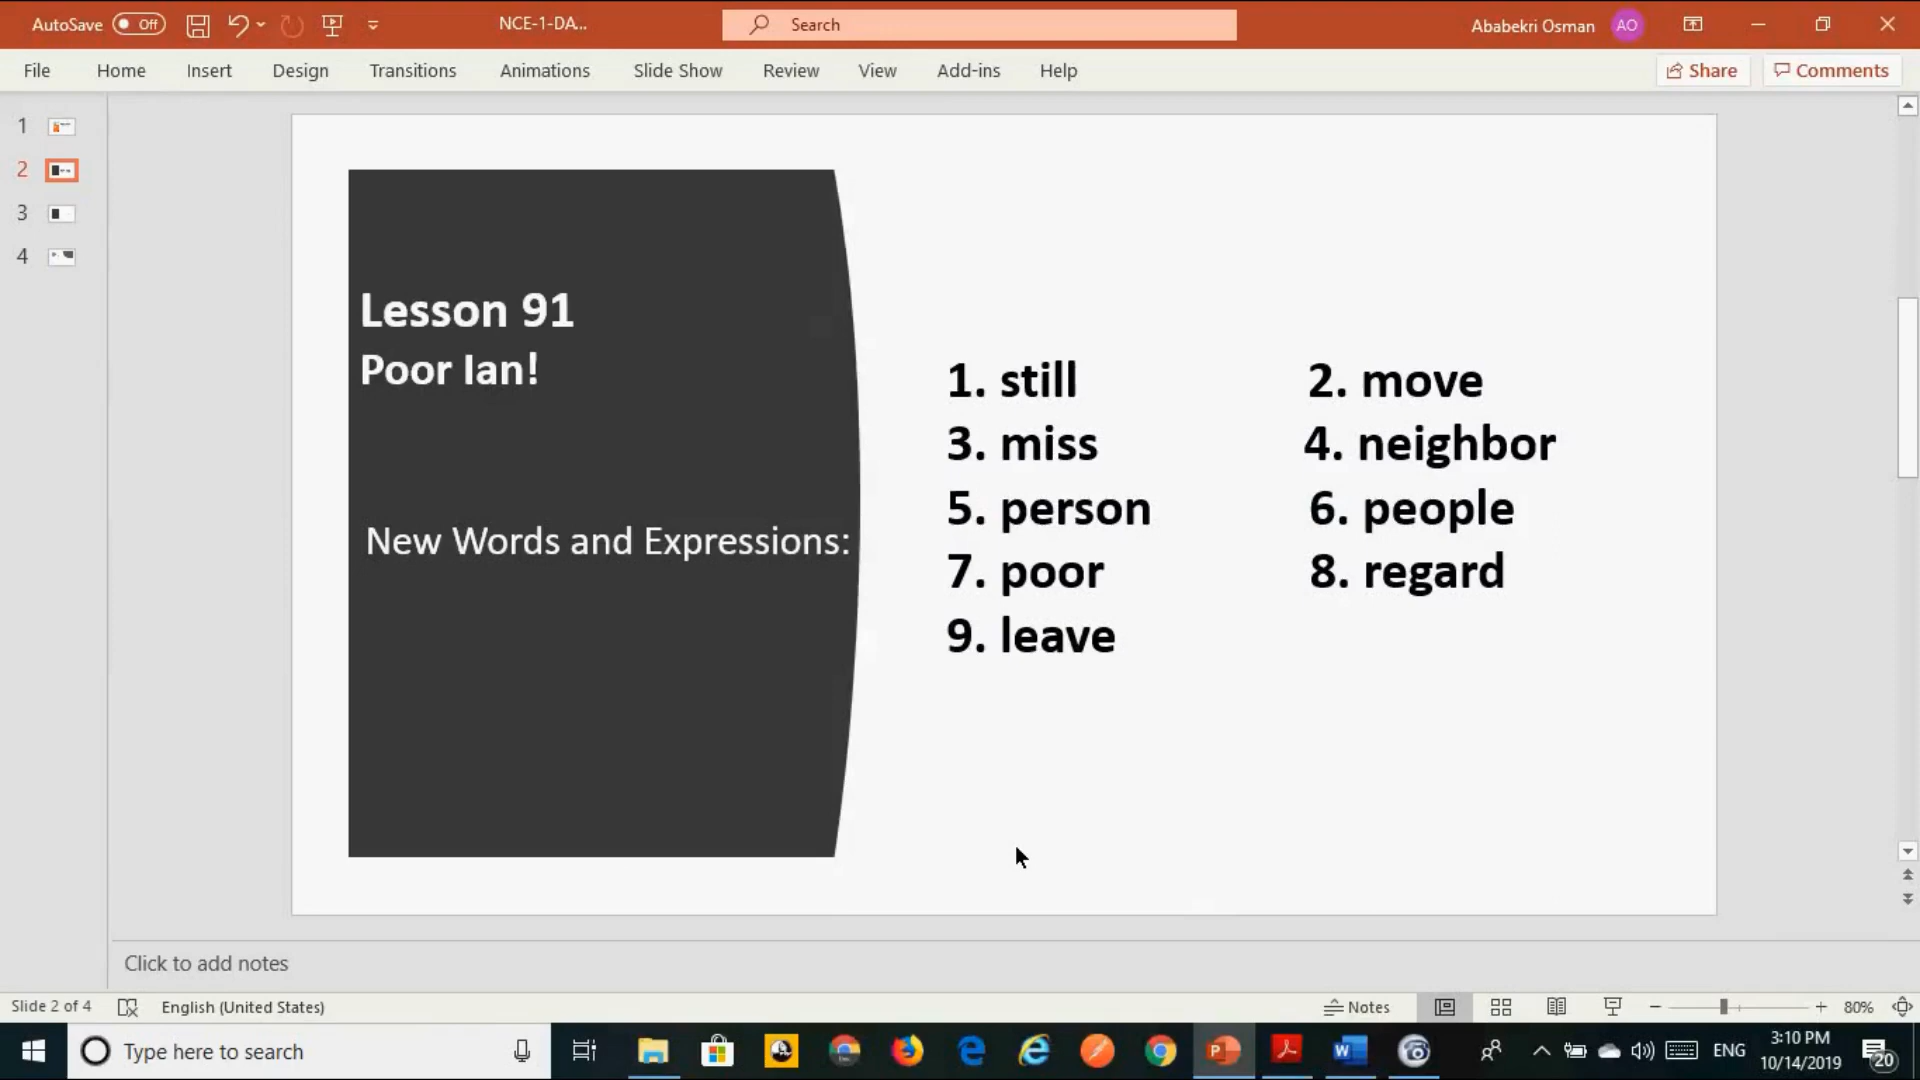 AutoSave Off NCE-1-DA... Search Ababekri Osman AO
File Home Insert Design Transitions Animations Slide Show Review View Add-ins Help Share Comments
1
2
3
4
Lesson 91
Poor Ian!
New Words and Expressions:
1. still 2. move
3. miss 4. neighbor
5. person 6. people
7. poor 8. regard
9. leave
Click to add notes
Slide 2 of 4 English (United States) Notes 80%
Type here to search ENG 3:10 PM
10/14/2019 20